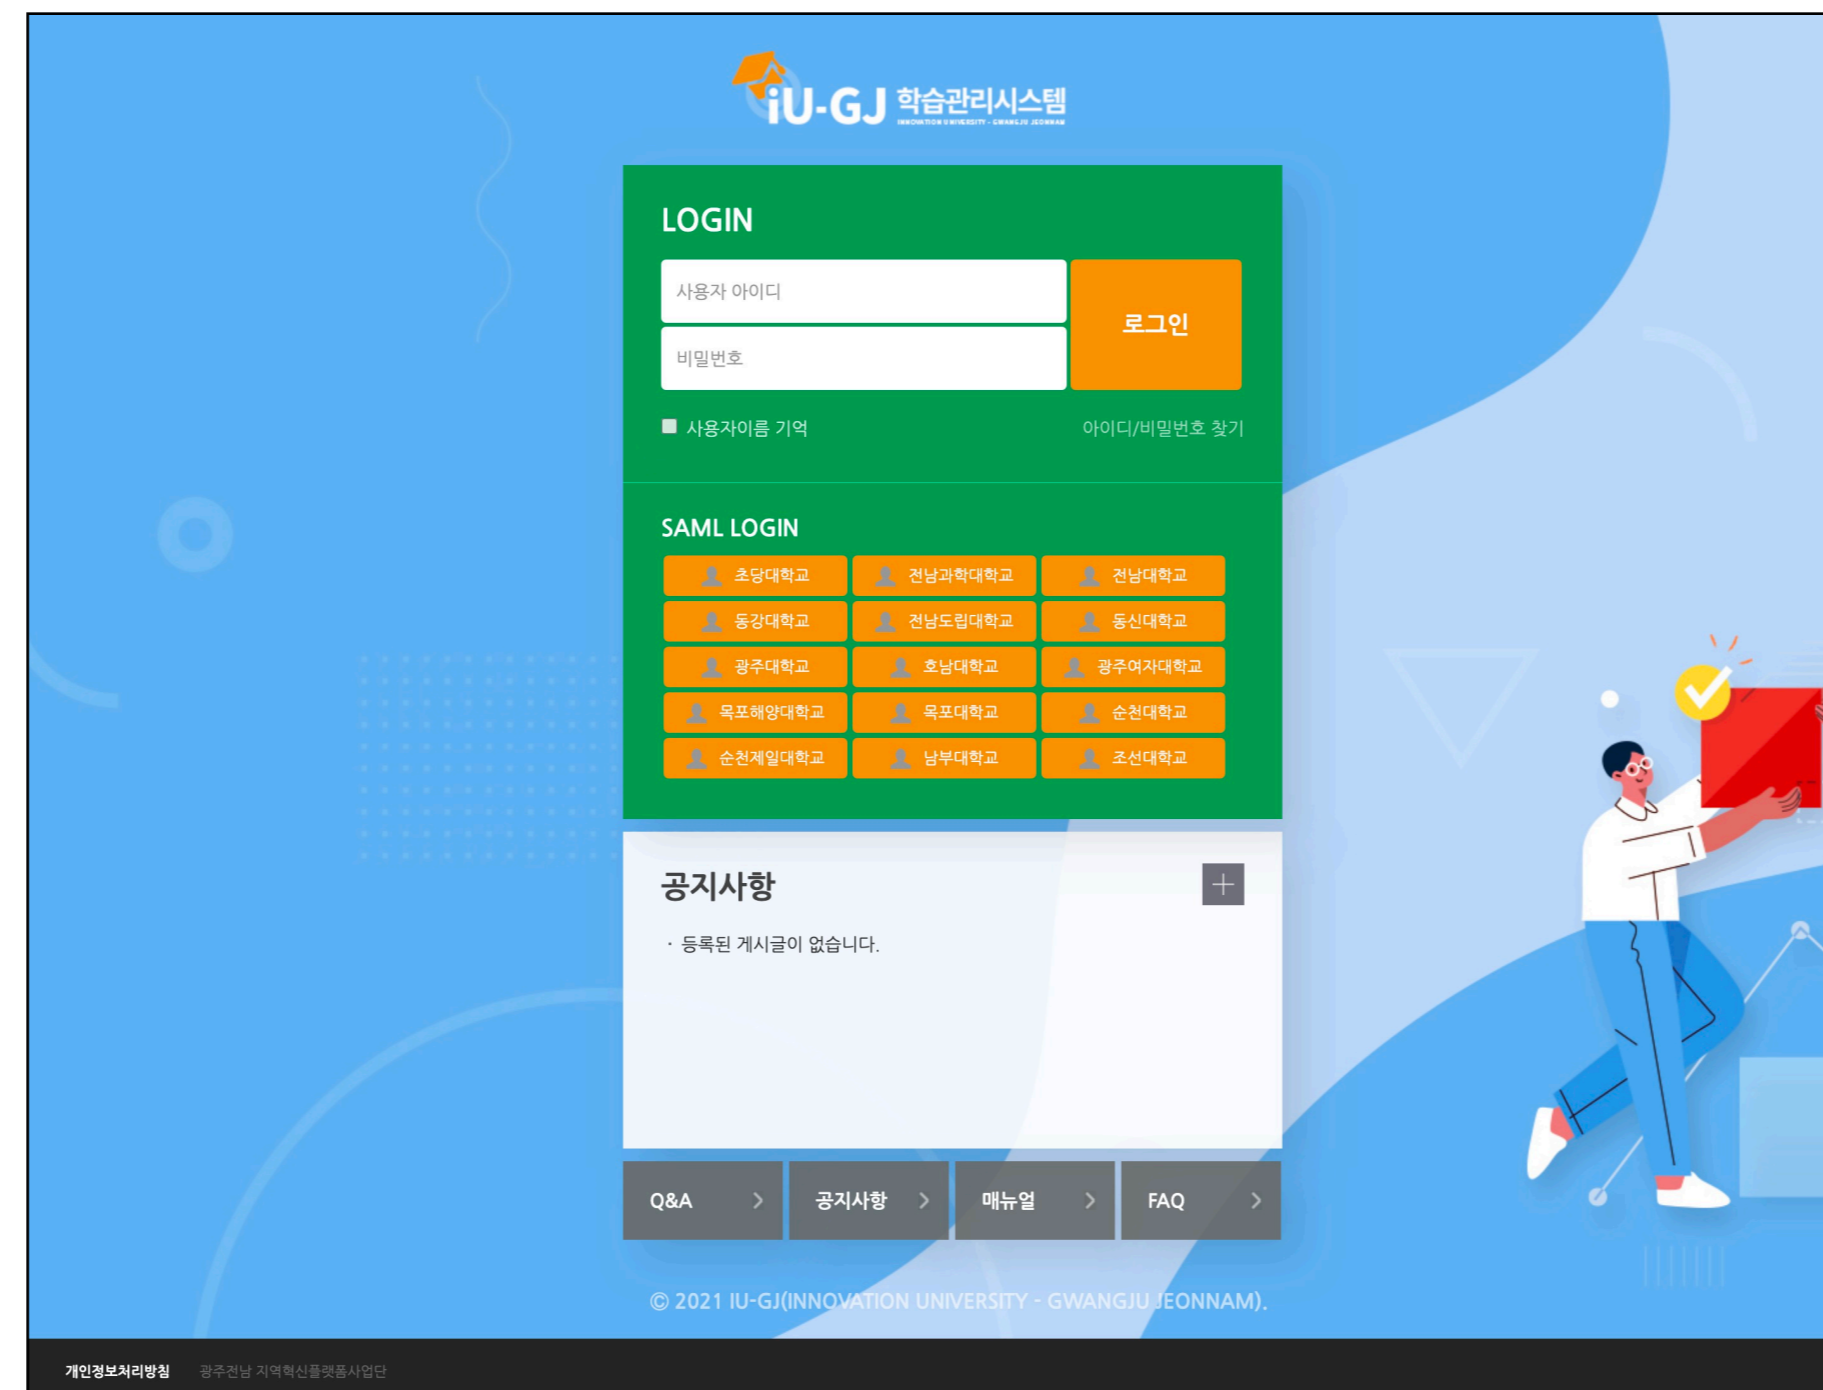 iU-GJ 학습관리시스템
INNOVATION UNIVERSITY - GWANGJU JEONNAM
LOGIN
사용자 아이디
로그인
비밀번호
사용자이름 기억
아이디/비밀번호 찾기
SAML LOGIN
초당대학교 전남과학대학교 전남대학교
동강대학교 전남도립대학교 동신대학교
광주대학교 호남대학교 광주여자대학교
목포해양대학교 목포대학교 순천대학교
순천제일대학교 남부대학교 조선대학교
공지사항
· 등록된 게시글이 없습니다.
Q&A 공지사항 매뉴얼 FAQ
© 2021 IU-GJ(INNOVATION UNIVERSITY - GWANGJU JEONNAM).
개인정보처리방침 광주전남 지역혁신플랫폼사업단